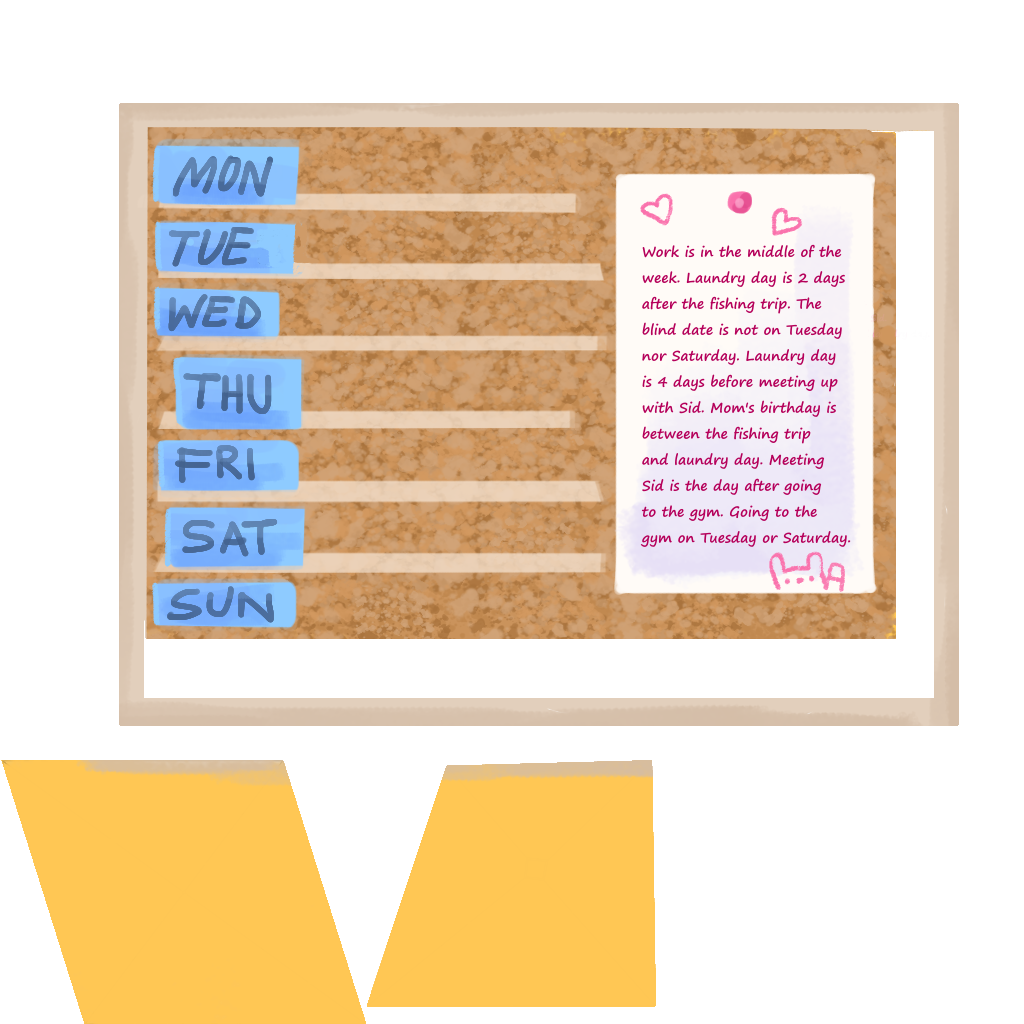 MON
TUE
WED
THU
FRI
SAT
SUN
Work is in the middle of the
week. Laundry day is 2 days
after the fishing trip. The
blind date is not on Tuesday
nor Saturday. Laundry day
is 4 days before meeting up
with Sid. Mom's birthday is
between the fishing trip
and laundry day. Meeting
Sid is the day after going
to the gym. Going to the
gym on Tuesday or Saturday.